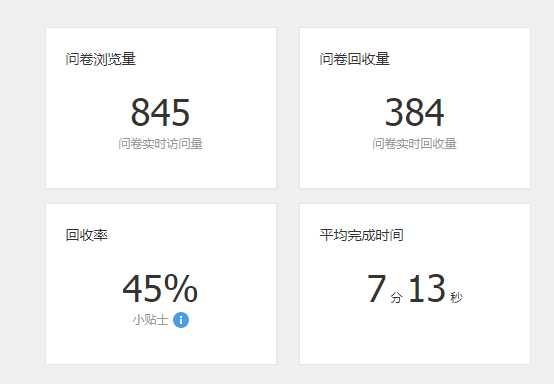 问卷浏览量
845
问卷实时访问量
问卷回收量
384
问卷实时回收量
回收率
45%
小贴士
平均完成时间
7 分 13 秒